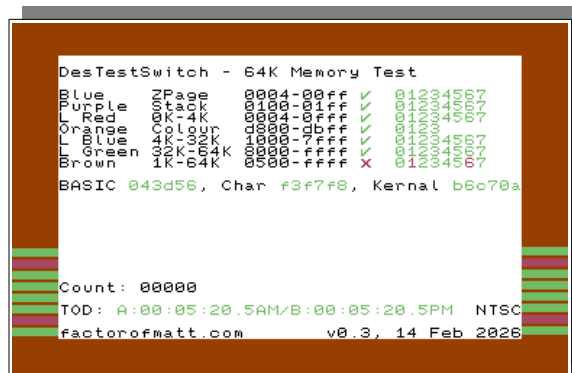 DesTestSwitch - 64K Memory Test
Blue ZPage 0004-00ff ✓ 01234567
Purple Stack 0100-01ff ✓ 01234567
L Red 0K-4K 0004-0fff ✓ 01234567
Orange Colour d800-dbff ✓ 0123
L Blue 4K-32K 1000-7fff ✓ 01234567
L Green 32K-64K 8000-ffff ✓ 01234567
Brown 1K-64K 0500-ffff x 01234567
BASIC 043d56, Char f3f7f8, Kernal b6c70a
Count: 00000
TOD: A:00:05:20.5AM/B:00:05:20.5PM NTSC
factorofmatt.com v0.3, 14 Feb 2026